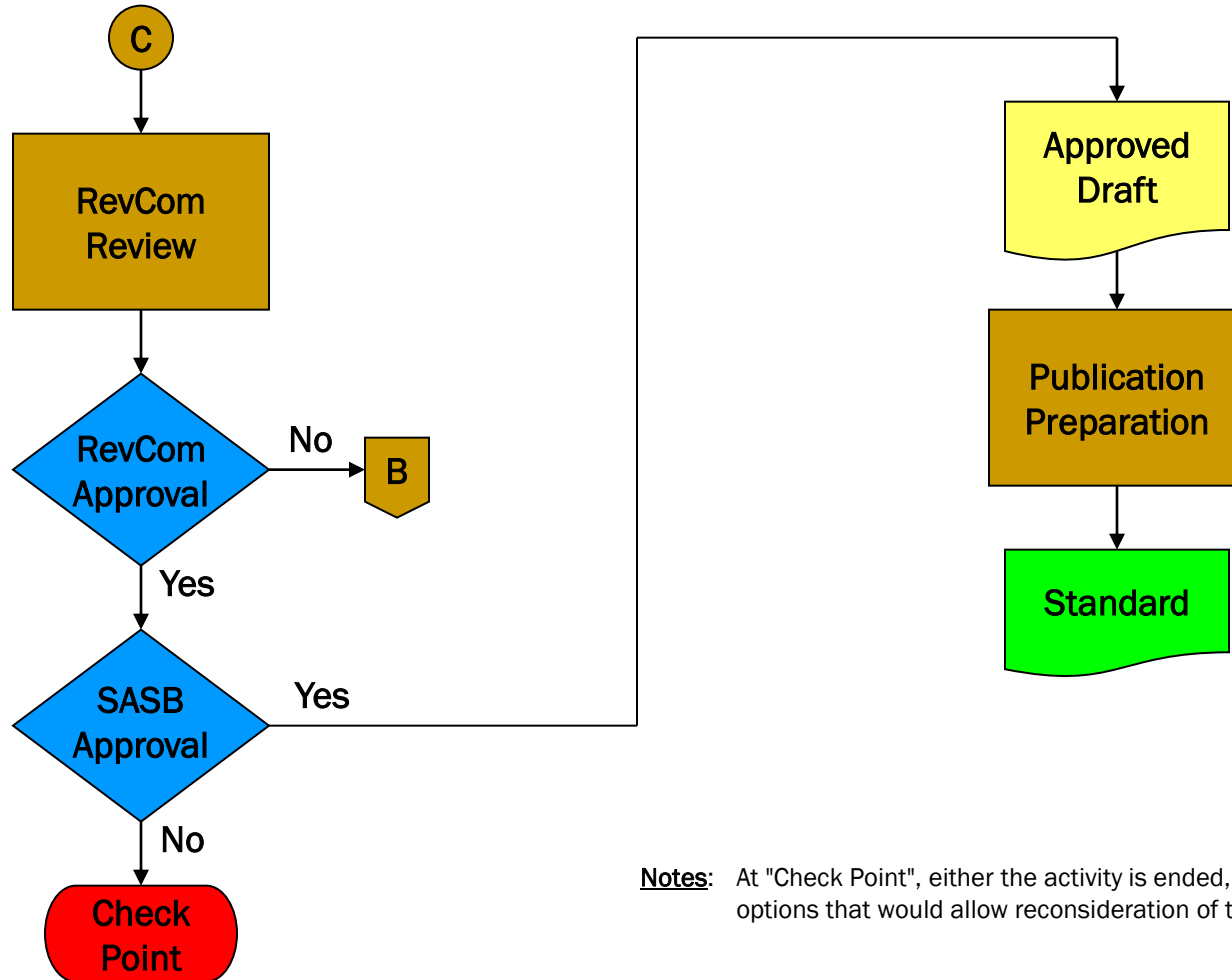 C
RevCom
Review
RevCom
Approval
No
B
Yes
SASB
Approval
Yes
No
Check
Point
Approved
Draft
Publication
Preparation
Standard
Notes: At "Check Point", either the activity is ended,
options that would allow reconsideration of